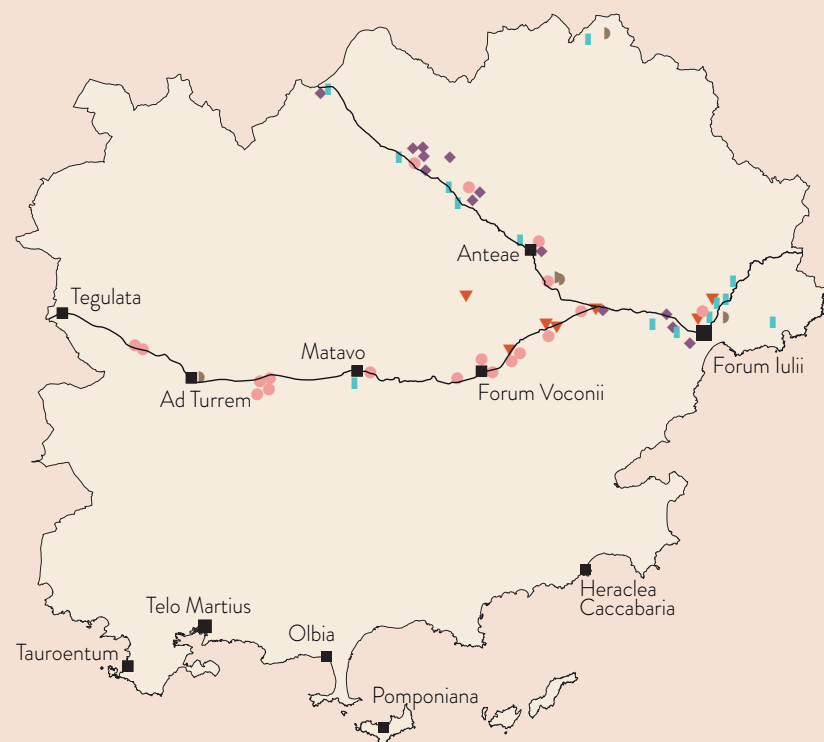 Anteae
Tegulata
Matavo
Ad Turrem
Forum Voconii
Forum Iulii
Heraclea
Caccabaria
Telo Martius
Olbia
Tauroentum
Pomponiana